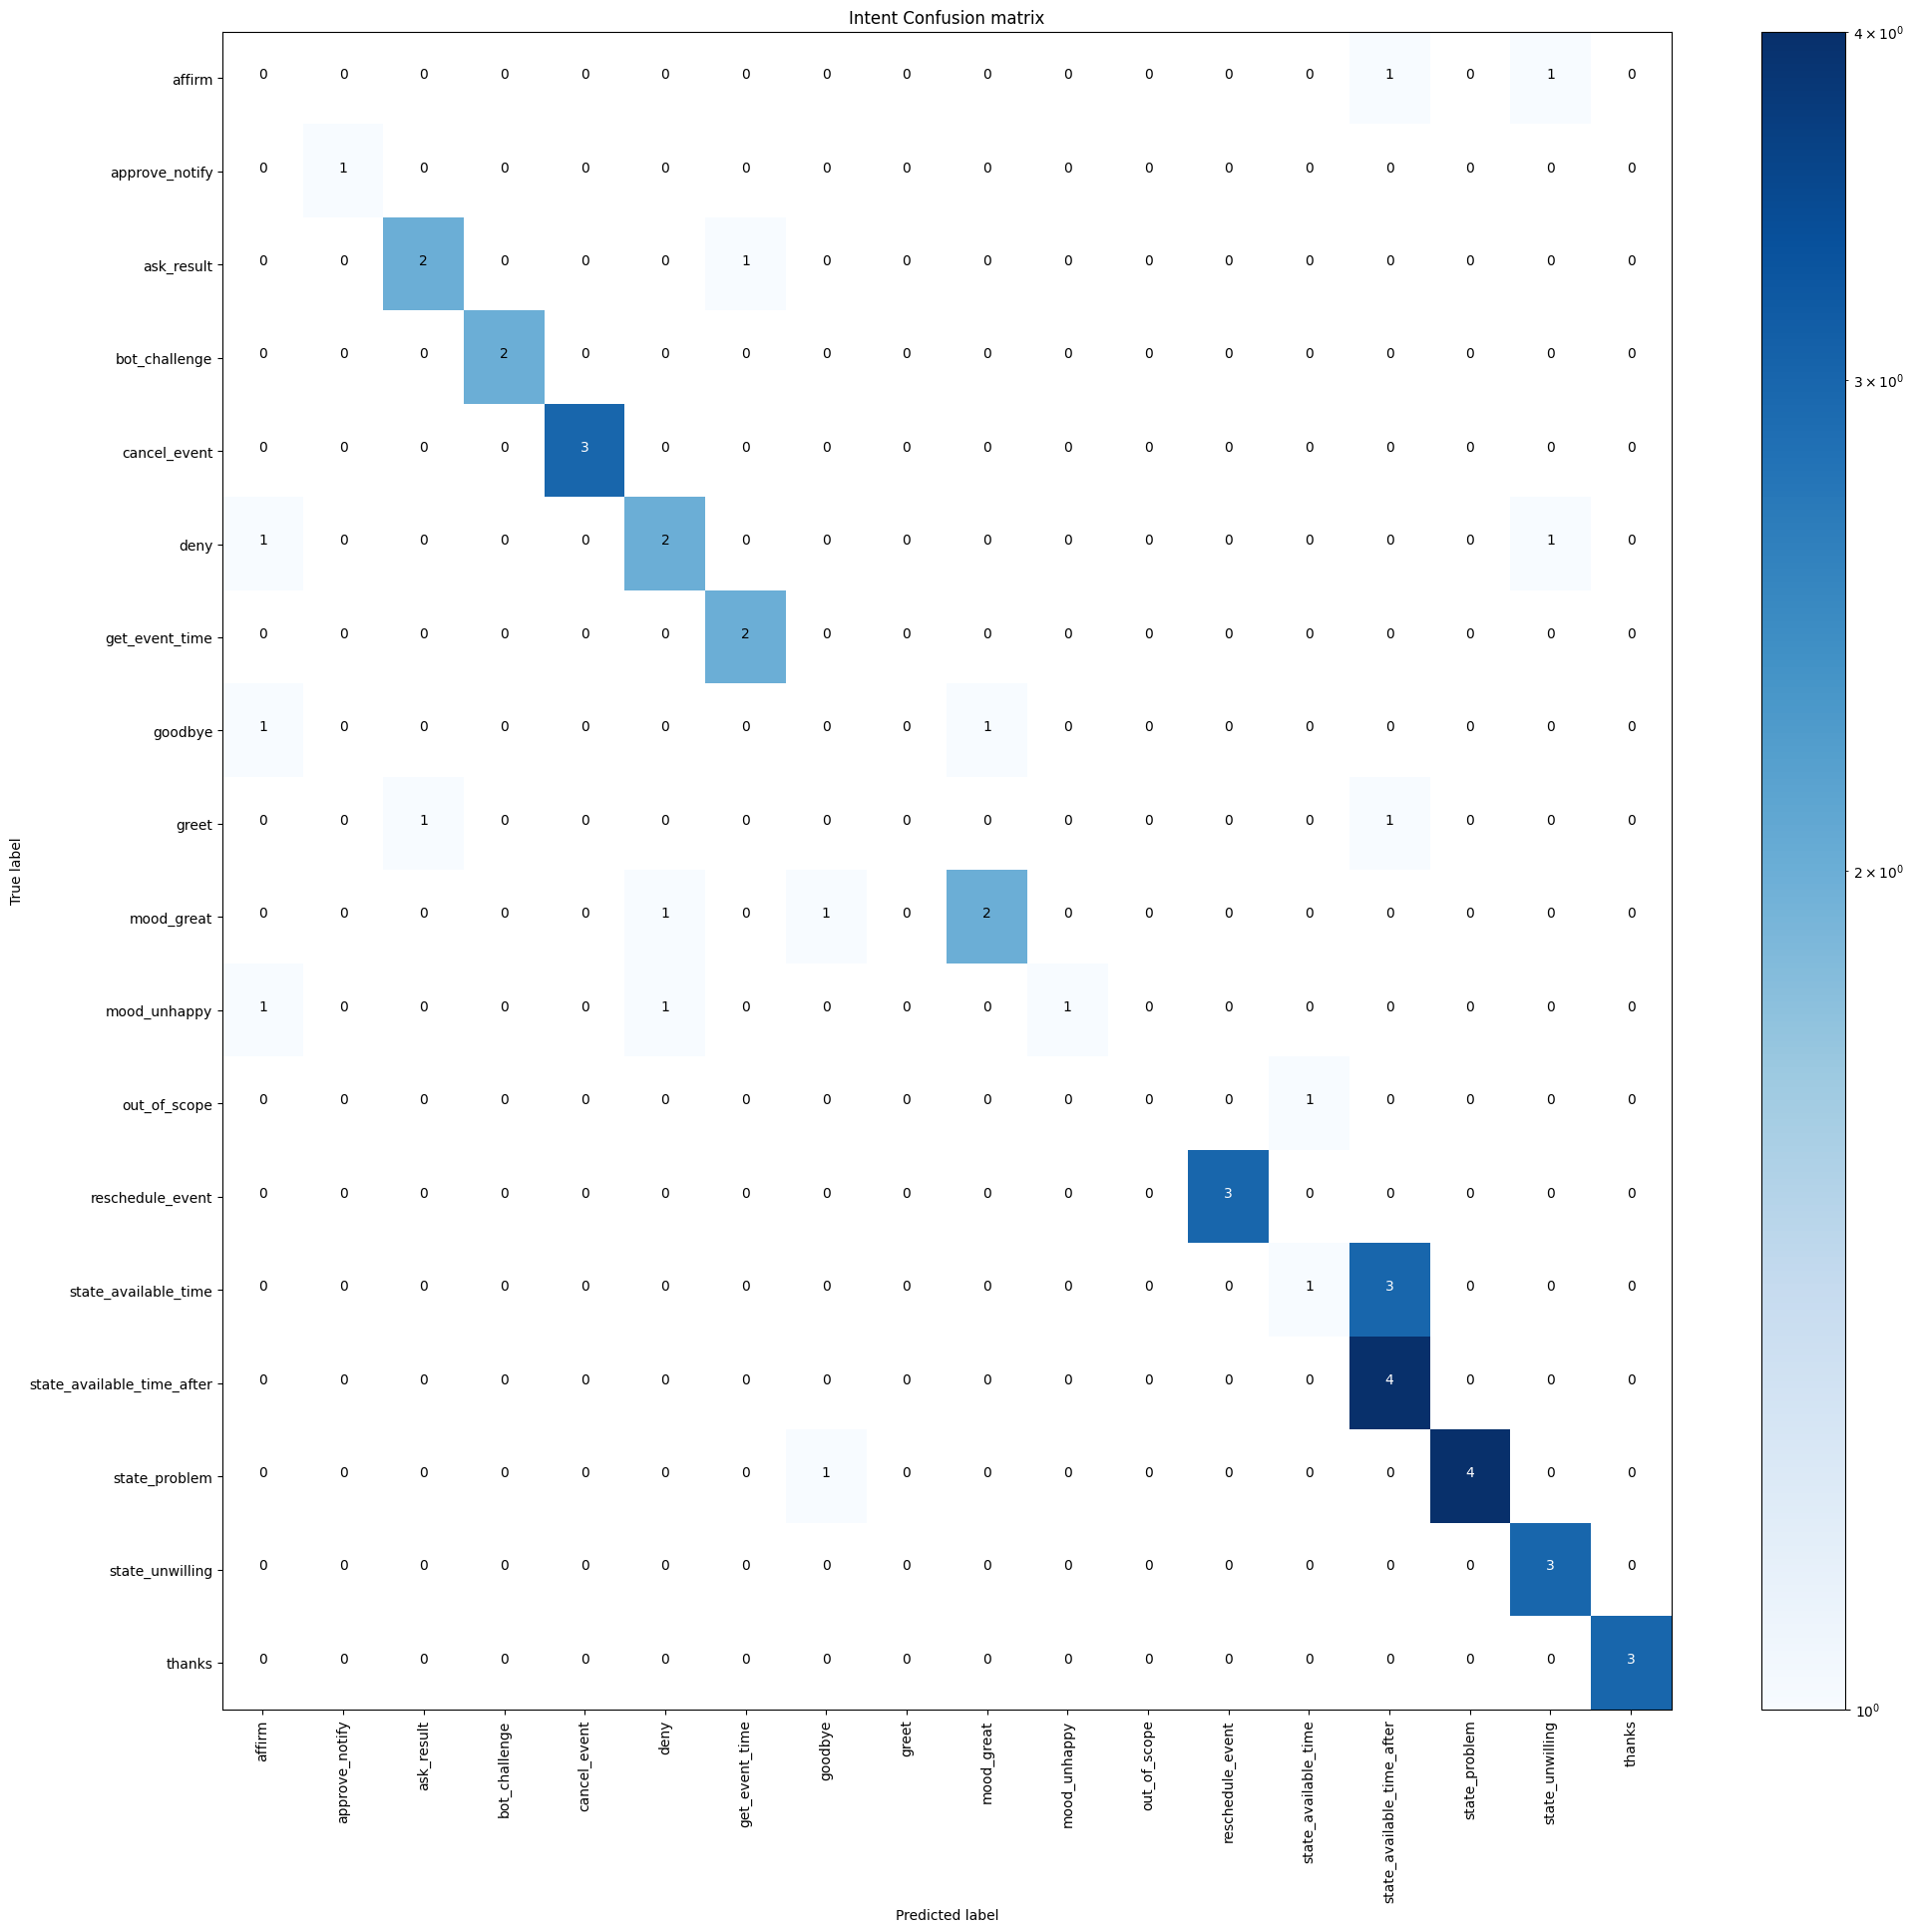 Intent Confusion matrix
affirm 0 0 0 0 0 0 0 0 0 0 0 0 0 0 1 0 1 0
approve_notify 0 1 0 0 0 0 0 0 0 0 0 0 0 0 0 0 0 0
ask_result 0 0 2 0 0 0 1 0 0 0 0 0 0 0 0 0 0 0
bot_challenge 0 0 0 2 0 0 0 0 0 0 0 0 0 0 0 0 0 0
cancel_event 0 0 0 0 3 0 0 0 0 0 0 0 0 0 0 0 0 0
deny 1 0 0 0 0 2 0 0 0 0 0 0 0 0 0 0 1 0
get_event_time 0 0 0 0 0 0 2 0 0 0 0 0 0 0 0 0 0 0
goodbye 1 0 0 0 0 0 0 0 0 1 0 0 0 0 0 0 0 0
greet 0 0 1 0 0 0 0 0 0 0 0 0 0 0 1 0 0 0
mood_great 0 0 0 0 0 1 0 1 0 2 0 0 0 0 0 0 0 0
mood_unhappy 1 0 0 0 0 1 0 0 0 0 1 0 0 0 0 0 0 0
out_of_scope 0 0 0 0 0 0 0 0 0 0 0 0 0 1 0 0 0 0
reschedule_event 0 0 0 0 0 0 0 0 0 0 0 0 3 0 0 0 0 0
state_available_time 0 0 0 0 0 0 0 0 0 0 0 0 0 1 3 0 0 0
state_available_time_after 0 0 0 0 0 0 0 0 0 0 0 0 0 0 4 0 0 0
state_problem 0 0 0 0 0 0 0 1 0 0 0 0 0 0 0 4 0 0
state_unwilling 0 0 0 0 0 0 0 0 0 0 0 0 0 0 0 0 3 0
thanks 0 0 0 0 0 0 0 0 0 0 0 0 0 0 0 0 0 3
True label
affirm
approve_notify
ask_result
bot_challenge
cancel_event
deny
get_event_time
goodbye
greet
mood_great
mood_unhappy
out_of_scope
reschedule_event
state_available_time
state_available_time_after
state_problem
state_unwilling
thanks
Predicted label
4 × 10⁰
3 × 10⁰
2 × 10⁰
10⁰